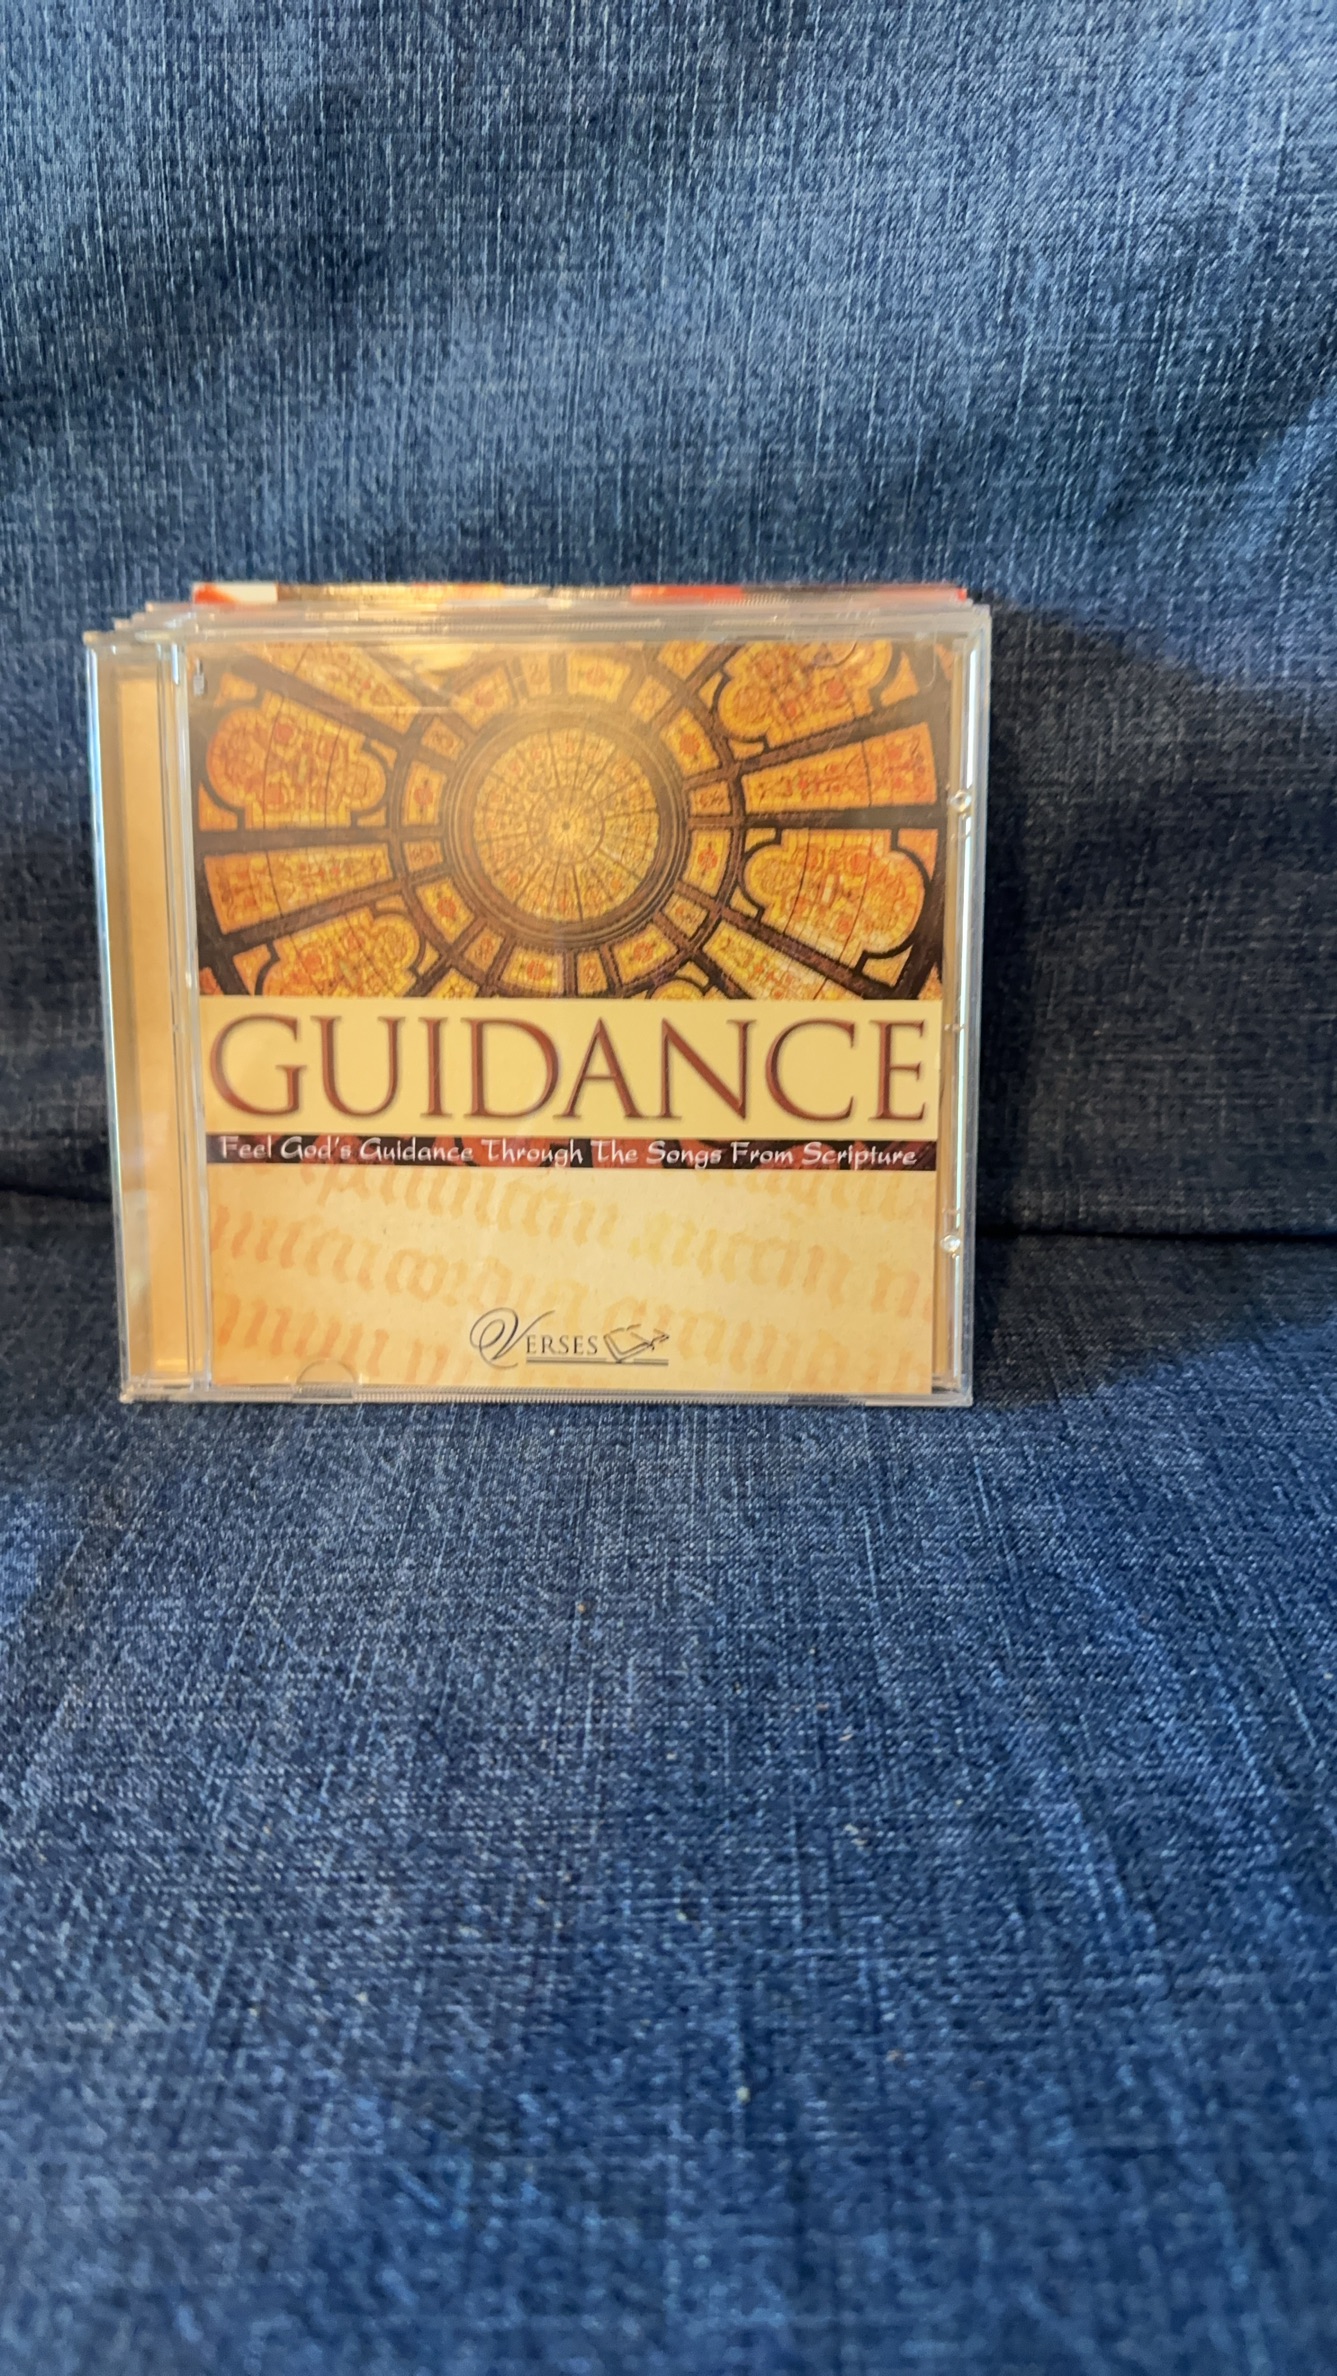 GUIDANCE
Feel God's Guidance Through The Songs From Scripture
VERSES